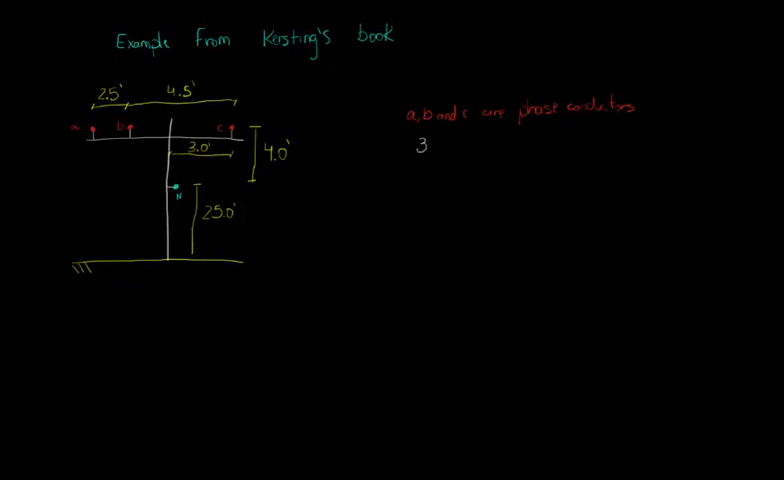 Example from Kersting's book
2.5' 4.5'
a b c
a, b and c are phase conductors
3
3.0' 4.0'
N
25.0'